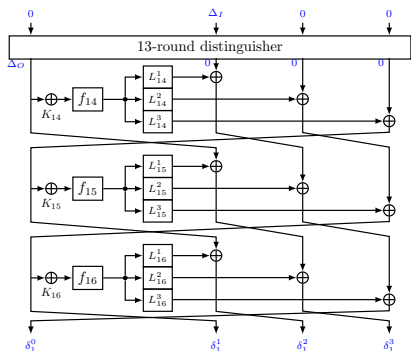 0 Δ_I 0 0
13-round distinguisher
Δ_O 0 0 0
L^1_{14}
K_{14} f_{14} L^2_{14}
L^3_{14}
L^1_{15}
K_{15} f_{15} L^2_{15}
L^3_{15}
L^1_{16}
K_{16} f_{16} L^2_{16}
L^3_{16}
δ^0_1 δ^1_1 δ^2_1 δ^3_1